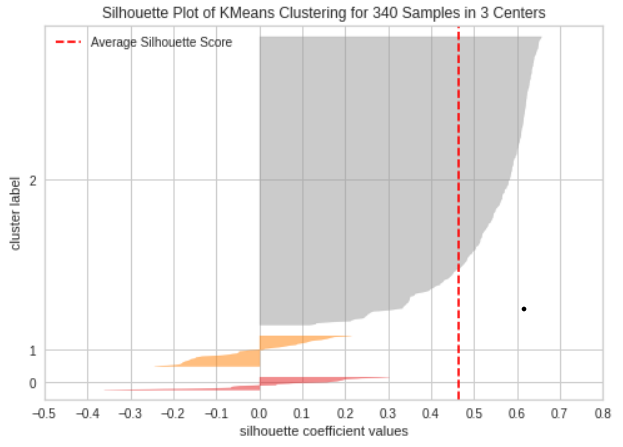 Silhouette Plot of KMeans Clustering for 340 Samples in 3 Centers
Average Silhouette Score
cluster label
2
1
0
−0.5 −0.4 −0.3 −0.2 −0.1 0.0 0.1 0.2 0.3 0.4 0.5 0.6 0.7 0.8
silhouette coefficient values